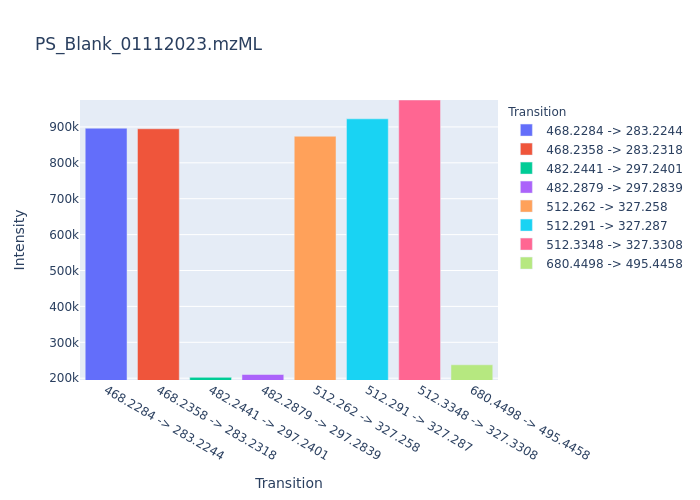 PS_Blank_01112023.mzML
Transition
468.2284 -> 283.2244
468.2358 -> 283.2318
482.2441 -> 297.2401
482.2879 -> 297.2839
512.262 -> 327.258
512.291 -> 327.287
512.3348 -> 327.3308
680.4498 -> 495.4458
Intensity
900k
800k
700k
600k
500k
400k
300k
200k
468.2284 -> 283.2244
468.2358 -> 283.2318
482.2441 -> 297.2401
482.2879 -> 297.2839
512.262 -> 327.258
512.291 -> 327.287
512.3348 -> 327.3308
680.4498 -> 495.4458
Transition